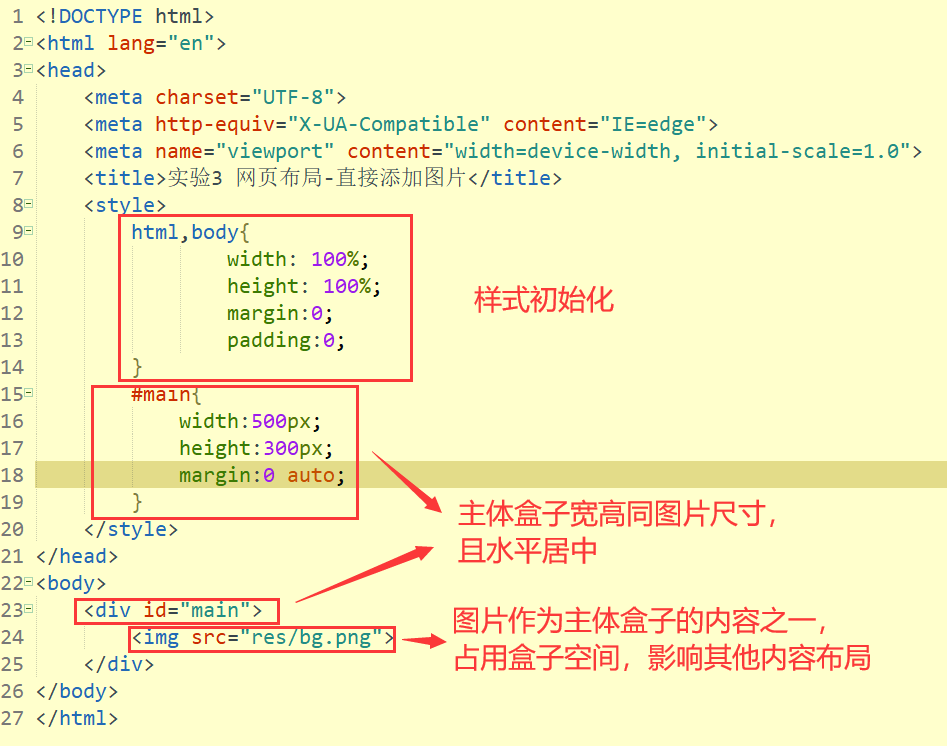 1 <!DOCTYPE html>
2 <html lang="en">
3 <head>
4 <meta charset="UTF-8">
5 <meta http-equiv="X-UA-Compatible" content="IE=edge">
6 <meta name="viewport" content="width=device-width, initial-scale=1.0">
7 <title>实验3 网页布局-直接添加图片</title>
8 <style>
9 html,body{
10 width: 100%;
11 height: 100%;
样式初始化
12 margin:0;
13 padding:0;
14 }
15 #main{
16 width:500px;
17 height:300px;
18 margin:0 auto;
19 }
主体盒子宽高同图片尺寸，
20 </style>
且水平居中
21 </head>
22 <body>
23 <div id="main">
图片作为主体盒子的内容之一，
24 <img src="res/bg.png">
占用盒子空间，影响其他内容布局
25 </div>
26 </body>
27 </html>